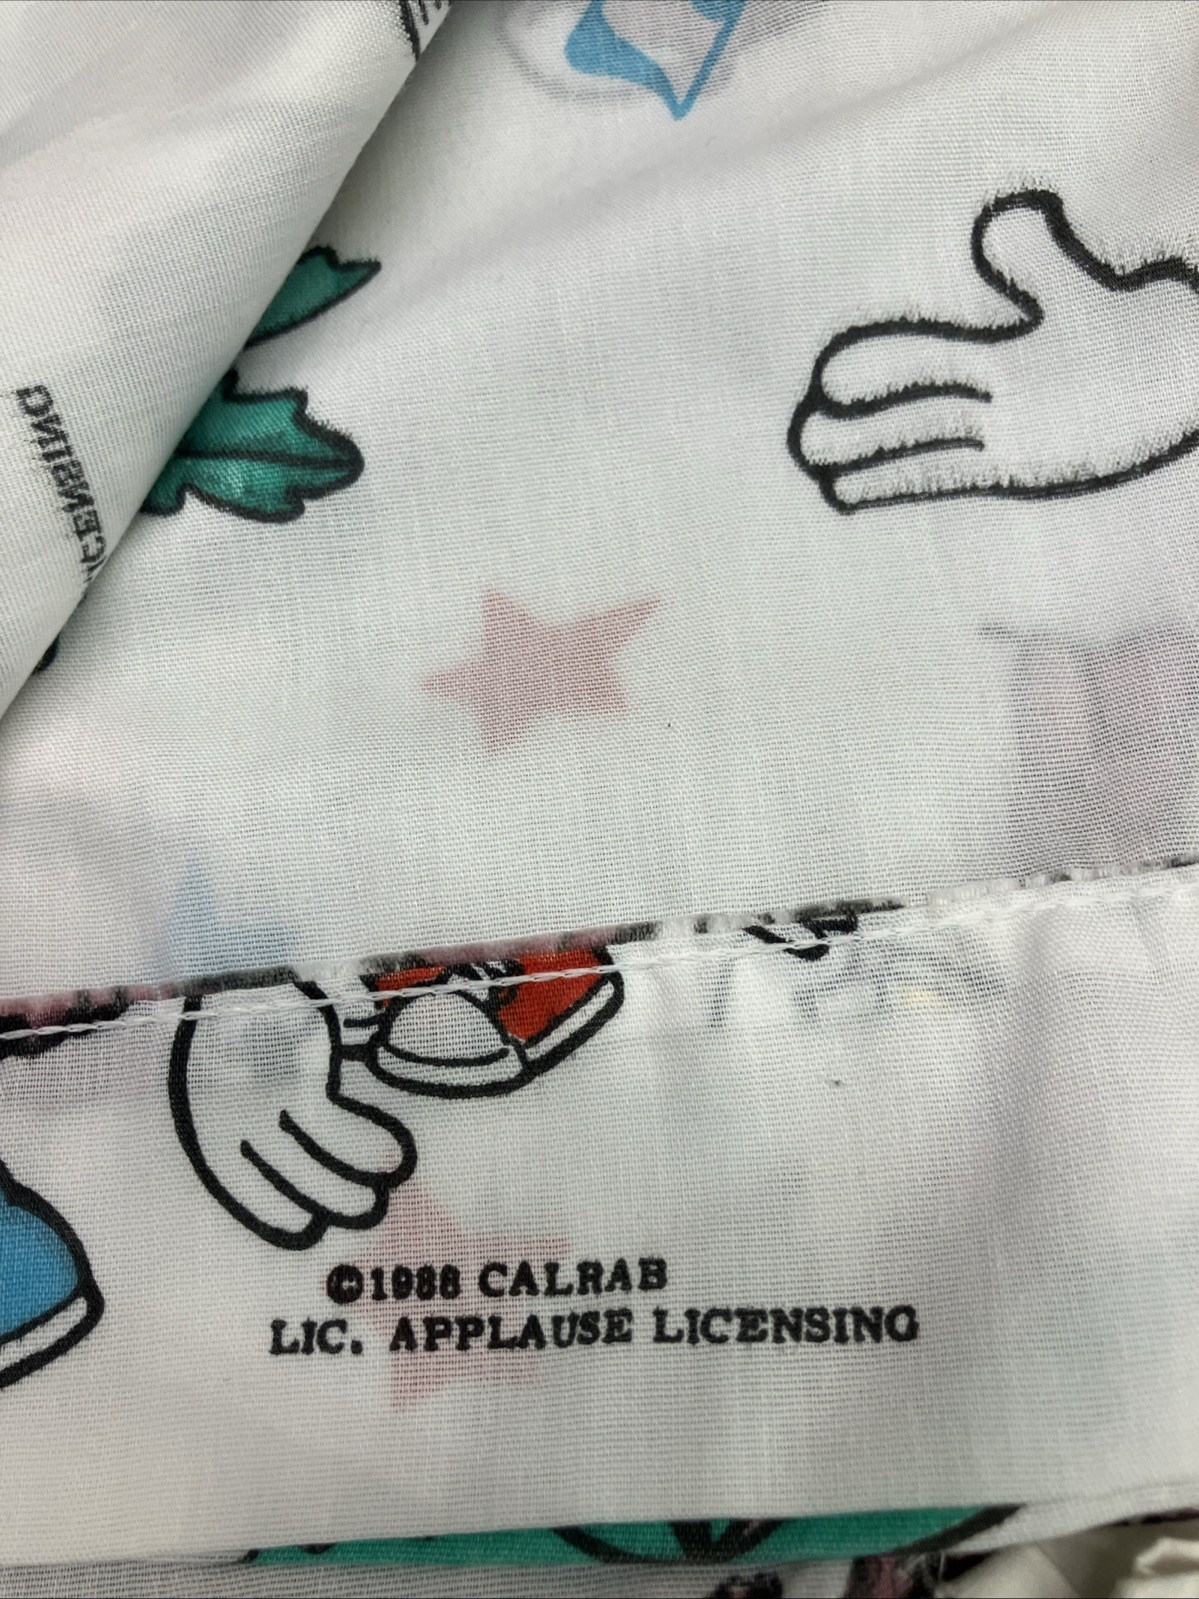 ©1988 CALRAB
LIC. APPLAUSE LICENSING